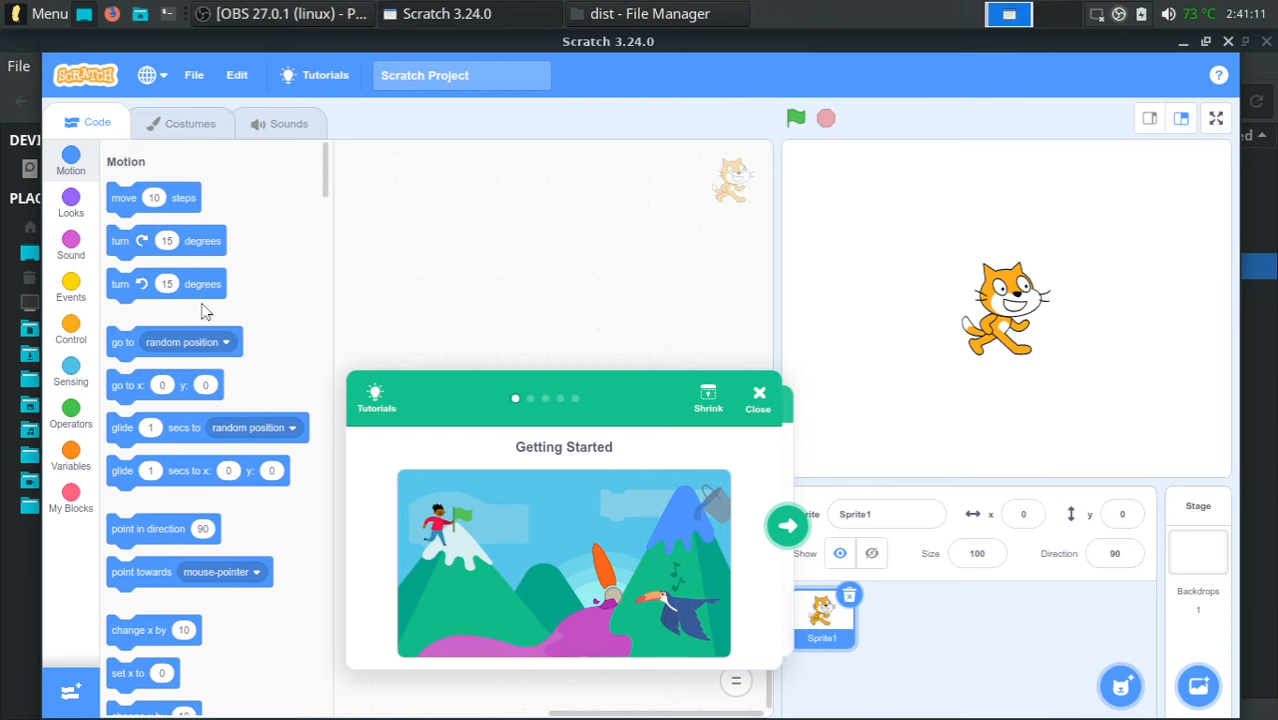 Menu [OBS 27.0.1 (linux) - P... Scratch 3.24.0 dist - File Manager 73 °C 2:41:11
Scratch 3.24.0
File
SCRATCH File Edit Tutorials Scratch Project ?
Code Costumes Sounds
DEVI
PLAC
Motion
Looks
Sound
Events
Control
Sensing
Operators
Variables
My Blocks
Motion
move 10 steps
turn 15 degrees
turn 15 degrees
go to random position
go to x: 0 y: 0
glide 1 secs to random position
glide 1 secs to x: 0 y: 0
point in direction 90
point towards mouse-pointer
change x by 10
set x to 0
Tutorials Shrink Close
Getting Started
Sprite1 x 0 y 0
Show Size 100 Direction 90
Sprite1
Stage
Backdrops
1